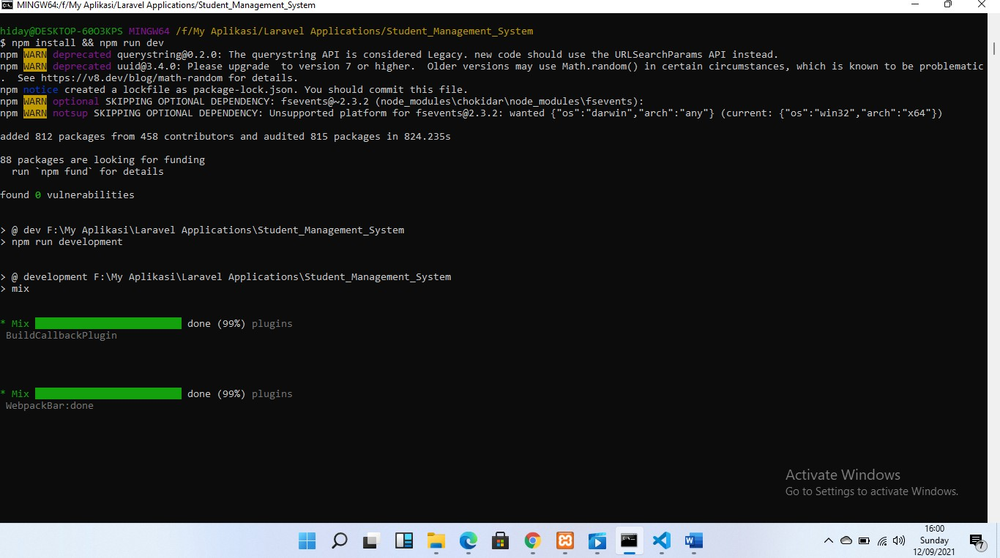 MINGW64:/f/My Aplikasi/Laravel Applications/Student_Management_System
hiday@DESKTOP-60O3KPS MINGW64 /f/My Aplikasi/Laravel Applications/Student_Management_System
$ npm install && npm run dev
npm WARN deprecated querystring@0.2.0: The querystring API is considered Legacy. new code should use the URLSearchParams API instead.
npm WARN deprecated uuid@3.4.0: Please upgrade  to version 7 or higher.  Older versions may use Math.random() in certain circumstances, which is known to be problematic
.  See https://v8.dev/blog/math-random for details.
npm notice created a lockfile as package-lock.json. You should commit this file.
npm WARN optional SKIPPING OPTIONAL DEPENDENCY: fsevents@~2.3.2 (node_modules\chokidar\node_modules\fsevents):
npm WARN notsup SKIPPING OPTIONAL DEPENDENCY: Unsupported platform for fsevents@2.3.2: wanted {"os":"darwin","arch":"any"} (current: {"os":"win32","arch":"x64"})
added 812 packages from 458 contributors and audited 815 packages in 824.235s
88 packages are looking for funding
  run `npm fund` for details
found 0 vulnerabilities
> @ dev F:\My Aplikasi\Laravel Applications\Student_Management_System
> npm run development
> @ development F:\My Aplikasi\Laravel Applications\Student_Management_System
> mix
* Mix done (99%) plugins
 BuildCallbackPlugin
* Mix done (99%) plugins
 WebpackBar:done
Activate Windows
Go to Settings to activate Windows.
16:00
Sunday
12/09/2021
7